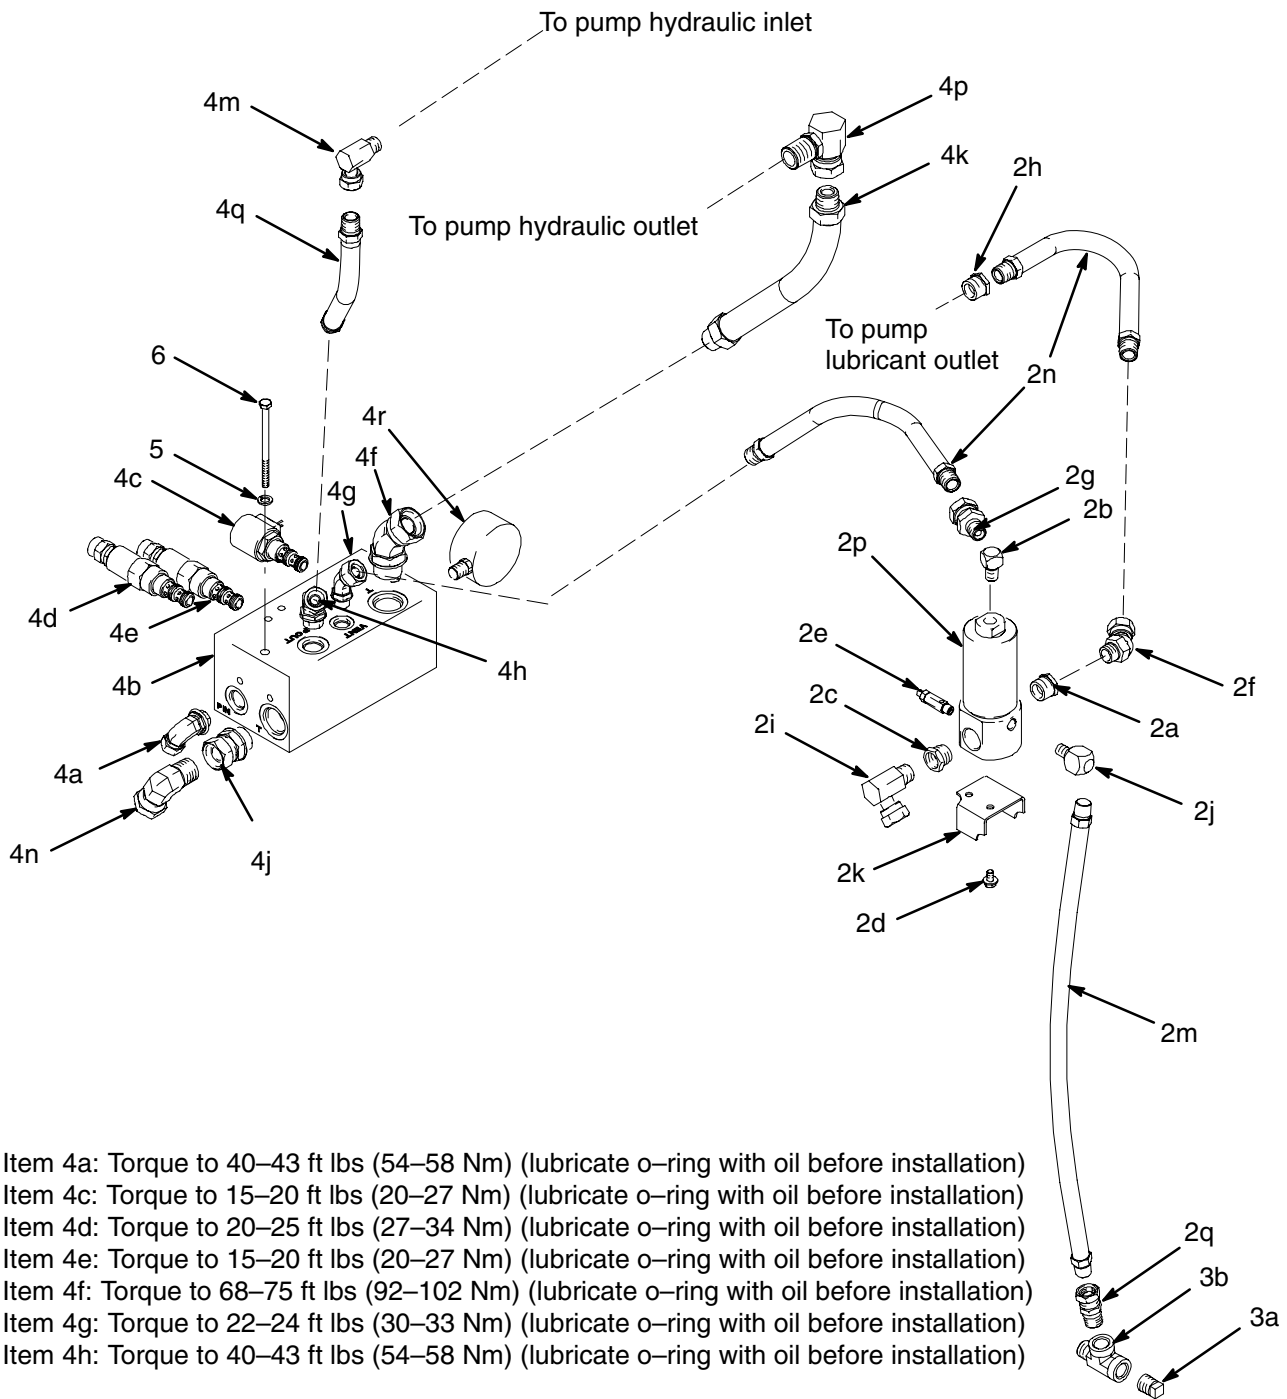 To pump hydraulic inlet
4m
4p
4k
2h
4q
To pump hydraulic outlet
To pump
lubricant outlet
6
2n
4r
5
4f
4c
4g
2g
2b
2p
4d
4e
2e
4h
4b
2f
2c
2a
2i
4a
2j
4n
4j
2k
2d
P OUT
VENT
T
PIN
T
2m
Item 4a: Torque to 40–43 ft lbs (54–58 Nm) (lubricate o–ring with oil before installation)
Item 4c: Torque to 15–20 ft lbs (20–27 Nm) (lubricate o–ring with oil before installation)
Item 4d: Torque to 20–25 ft lbs (27–34 Nm) (lubricate o–ring with oil before installation)
Item 4e: Torque to 15–20 ft lbs (20–27 Nm) (lubricate o–ring with oil before installation)
Item 4f: Torque to 68–75 ft lbs (92–102 Nm) (lubricate o–ring with oil before installation)
Item 4g: Torque to 22–24 ft lbs (30–33 Nm) (lubricate o–ring with oil before installation)
Item 4h: Torque to 40–43 ft lbs (54–58 Nm) (lubricate o–ring with oil before installation)
2q
3b
3a